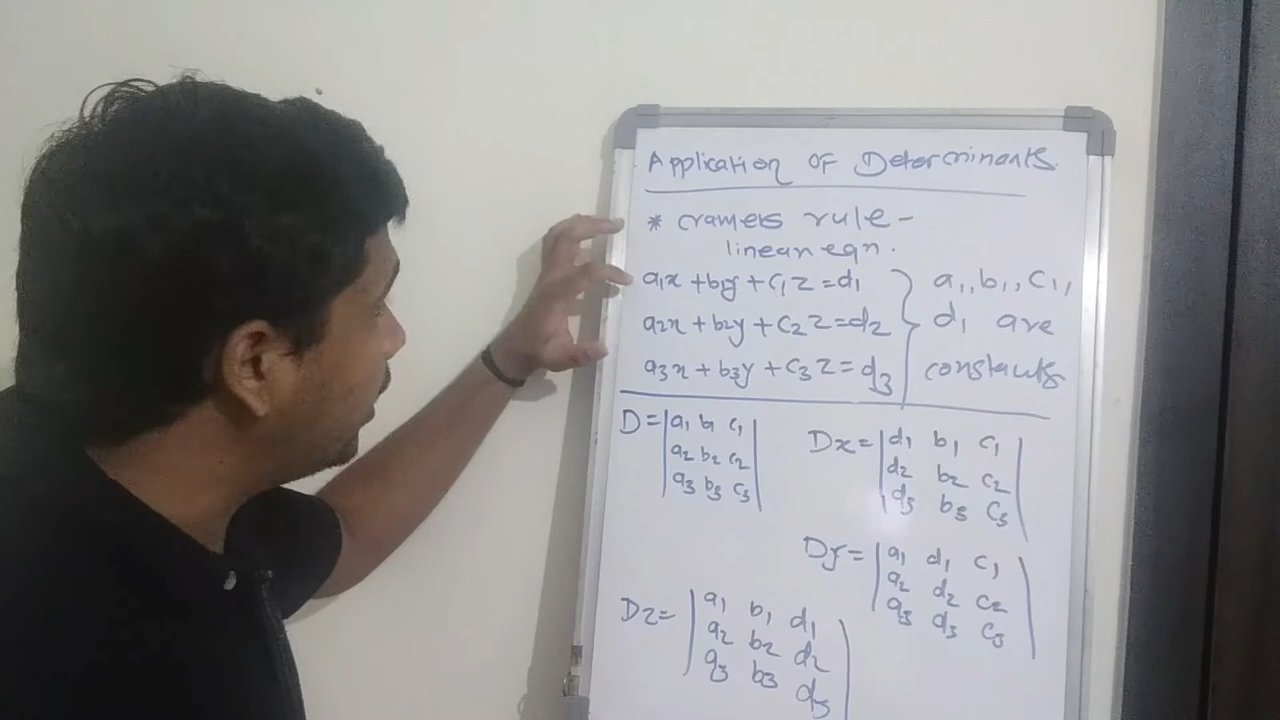 Application OF Determinants.
* cramers rule -
linear eqn.
a1x + b1y + c1z = d1
a2x + b2y + c2z = d2
a3x + b3y + c3z = d3
} a1, b1, c1,
d1 are
constants
D = | a1 b1 c1 |
| a2 b2 c2 |
| a3 b3 c3 |
Dx = | d1 b1 c1 |
| d2 b2 c2 |
| d3 b3 c3 |
Dy = | a1 d1 c1 |
| a2 d2 c2 |
| a3 d3 c3 |
Dz = | a1 b1 d1 |
| a2 b2 d2 |
| a3 b3 d3 |